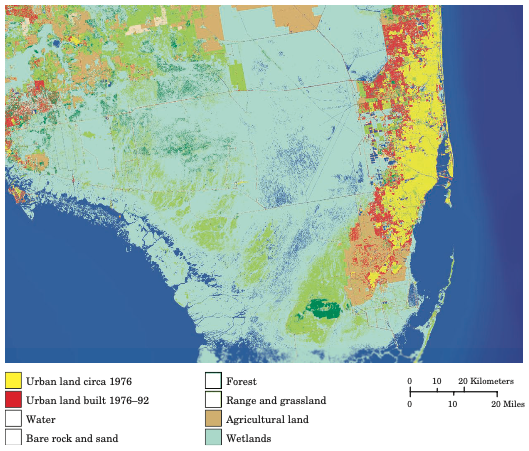 Urban land circa 1976
Urban land built 1976–92
Water
Bare rock and sand
Forest
Range and grassland
Agricultural land
Wetlands
0 10 20 Kilometers
0 10 20 Miles